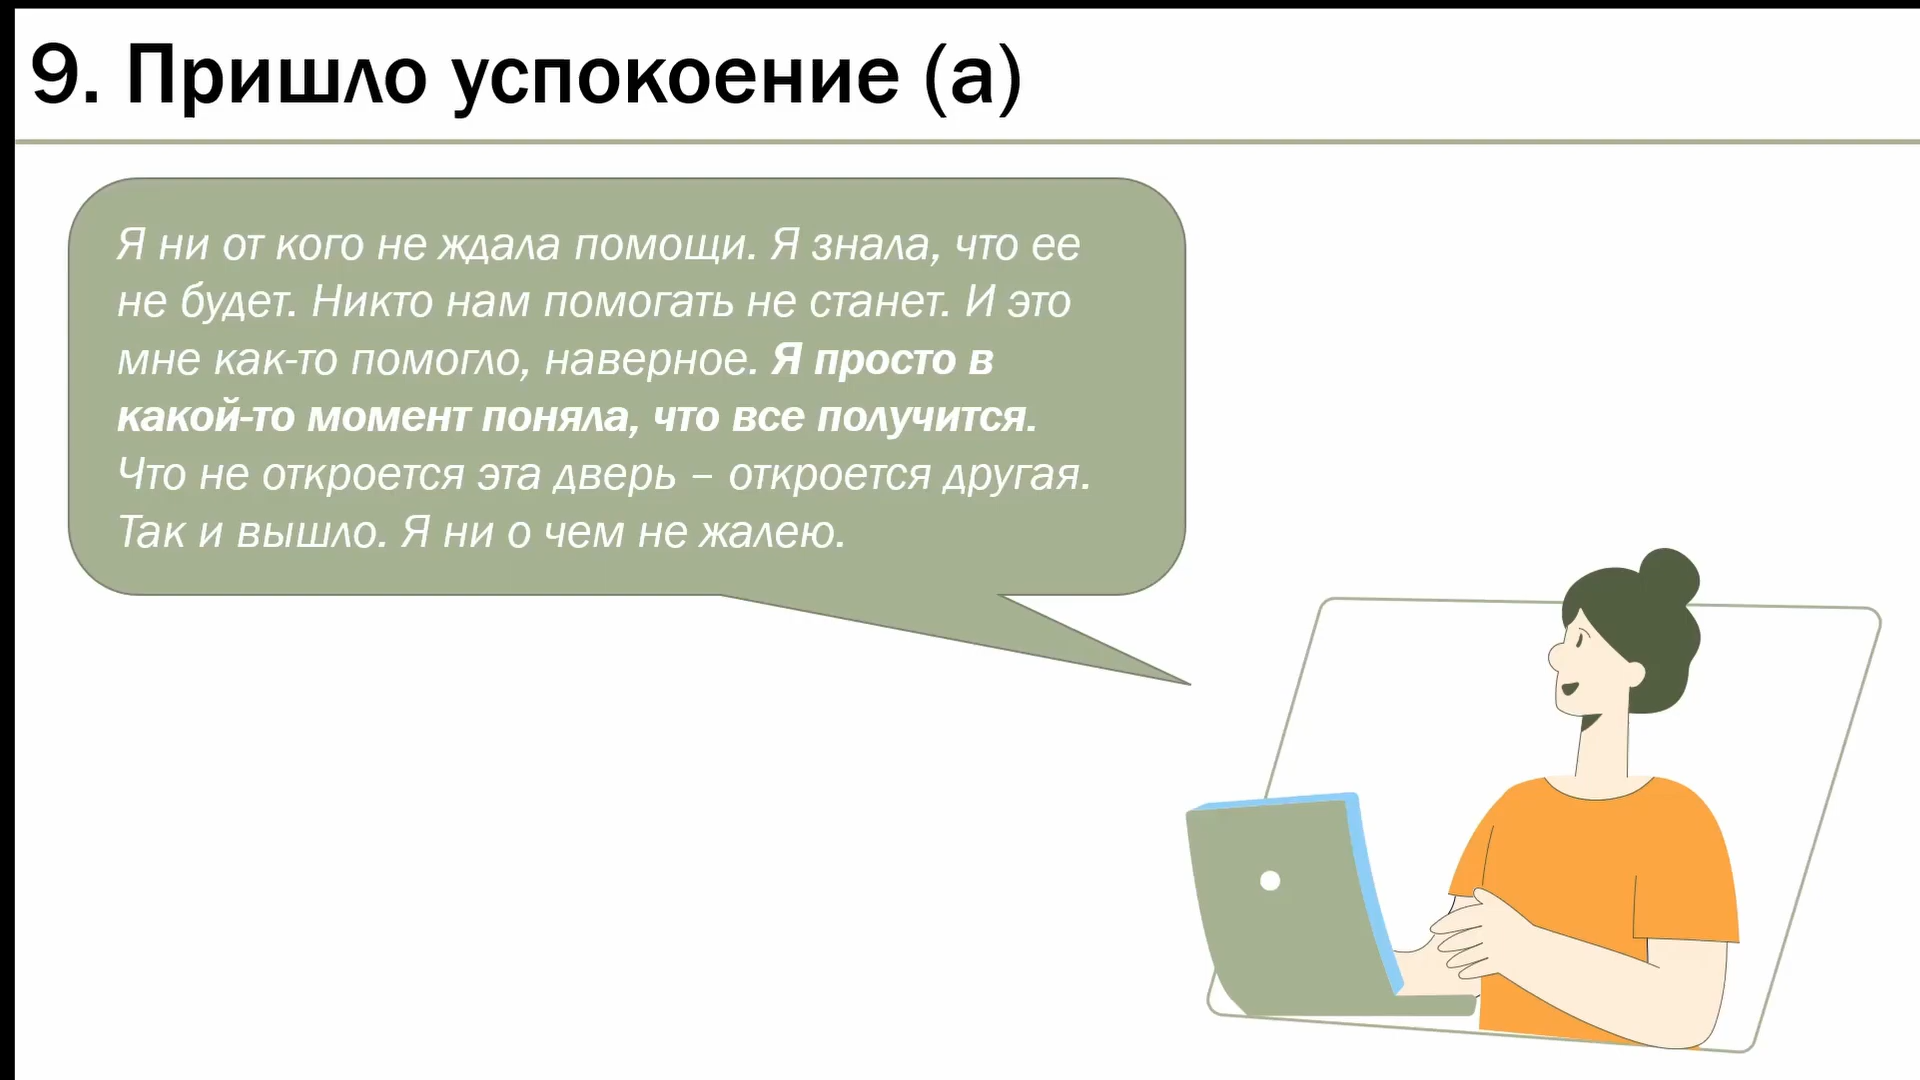 9. Пришло успокоение (а)
Я ни от кого не ждала помощи. Я знала, что ее
не будет. Никто нам помогать не станет. И это
мне как-то помогло, наверное. Я просто в
какой-то момент поняла, что все получится.
Что не откроется эта дверь – откроется другая.
Так и вышло. Я ни о чем не жалею.